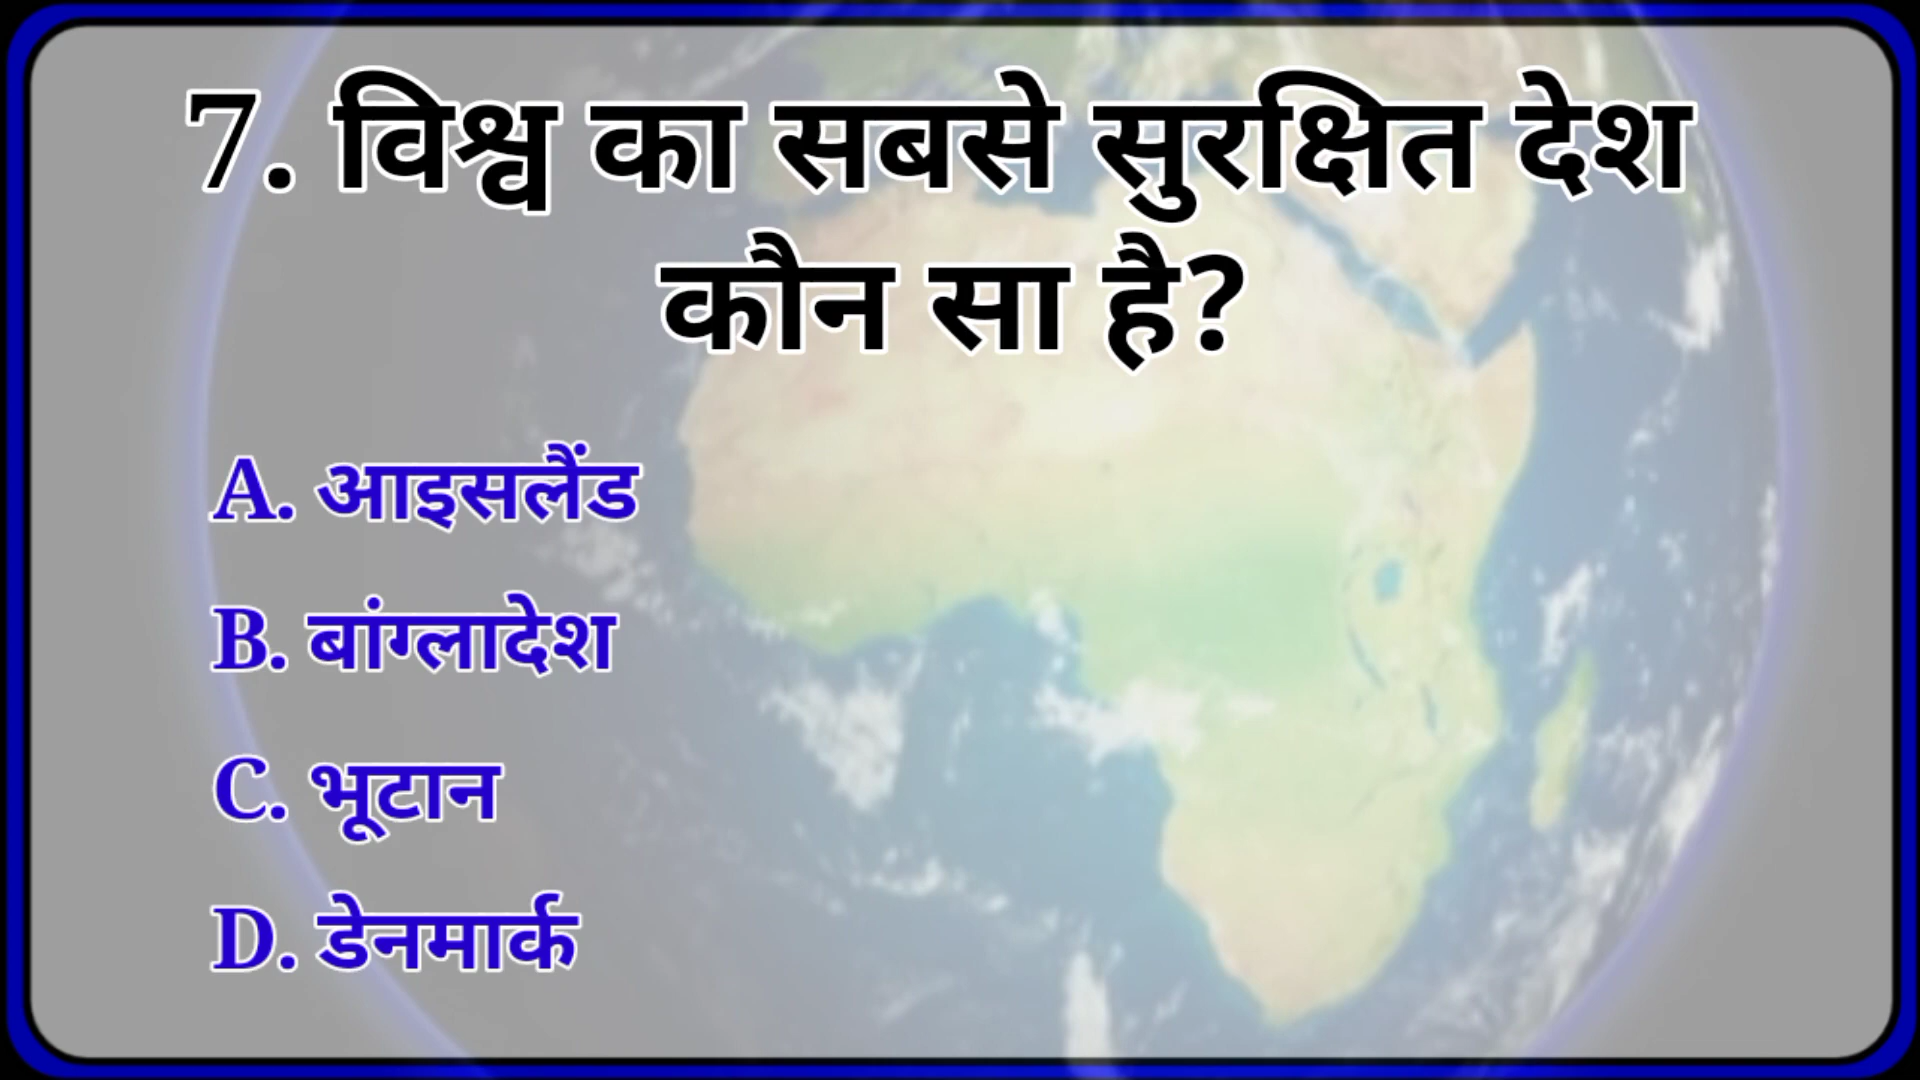 7. विश्व का सबसे सुरक्षित देश
कौन सा है?
A. आइसलैंड
B. बांग्लादेश
C. भूटान
D. डेनमार्क